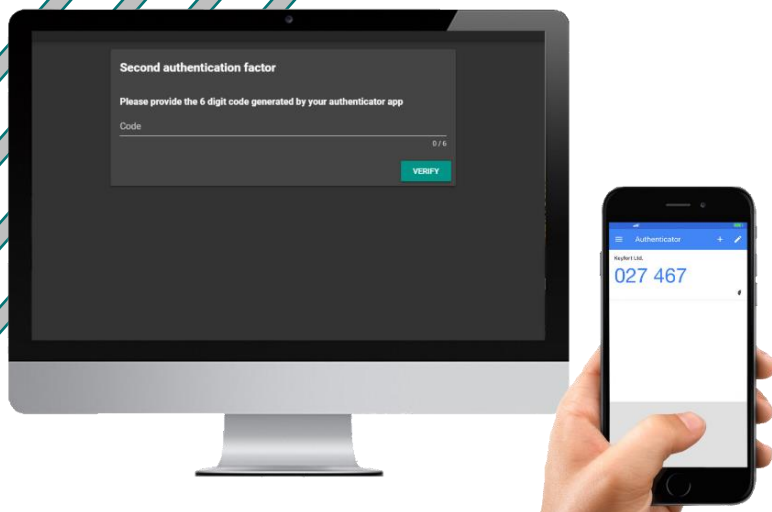 Second authentication factor
Please provide the 6 digit code generated by your authenticator app
Code
0 / 6
VERIFY
Authenticator
Keyfert Ltd.
027 467